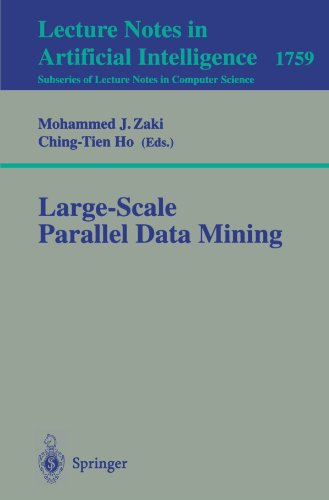 Lecture Notes in
Artificial Intelligence 1759
Subseries of Lecture Notes in Computer Science
Mohammed J. Zaki
Ching-Tien Ho (Eds.)
Large-Scale
Parallel Data Mining
Springer